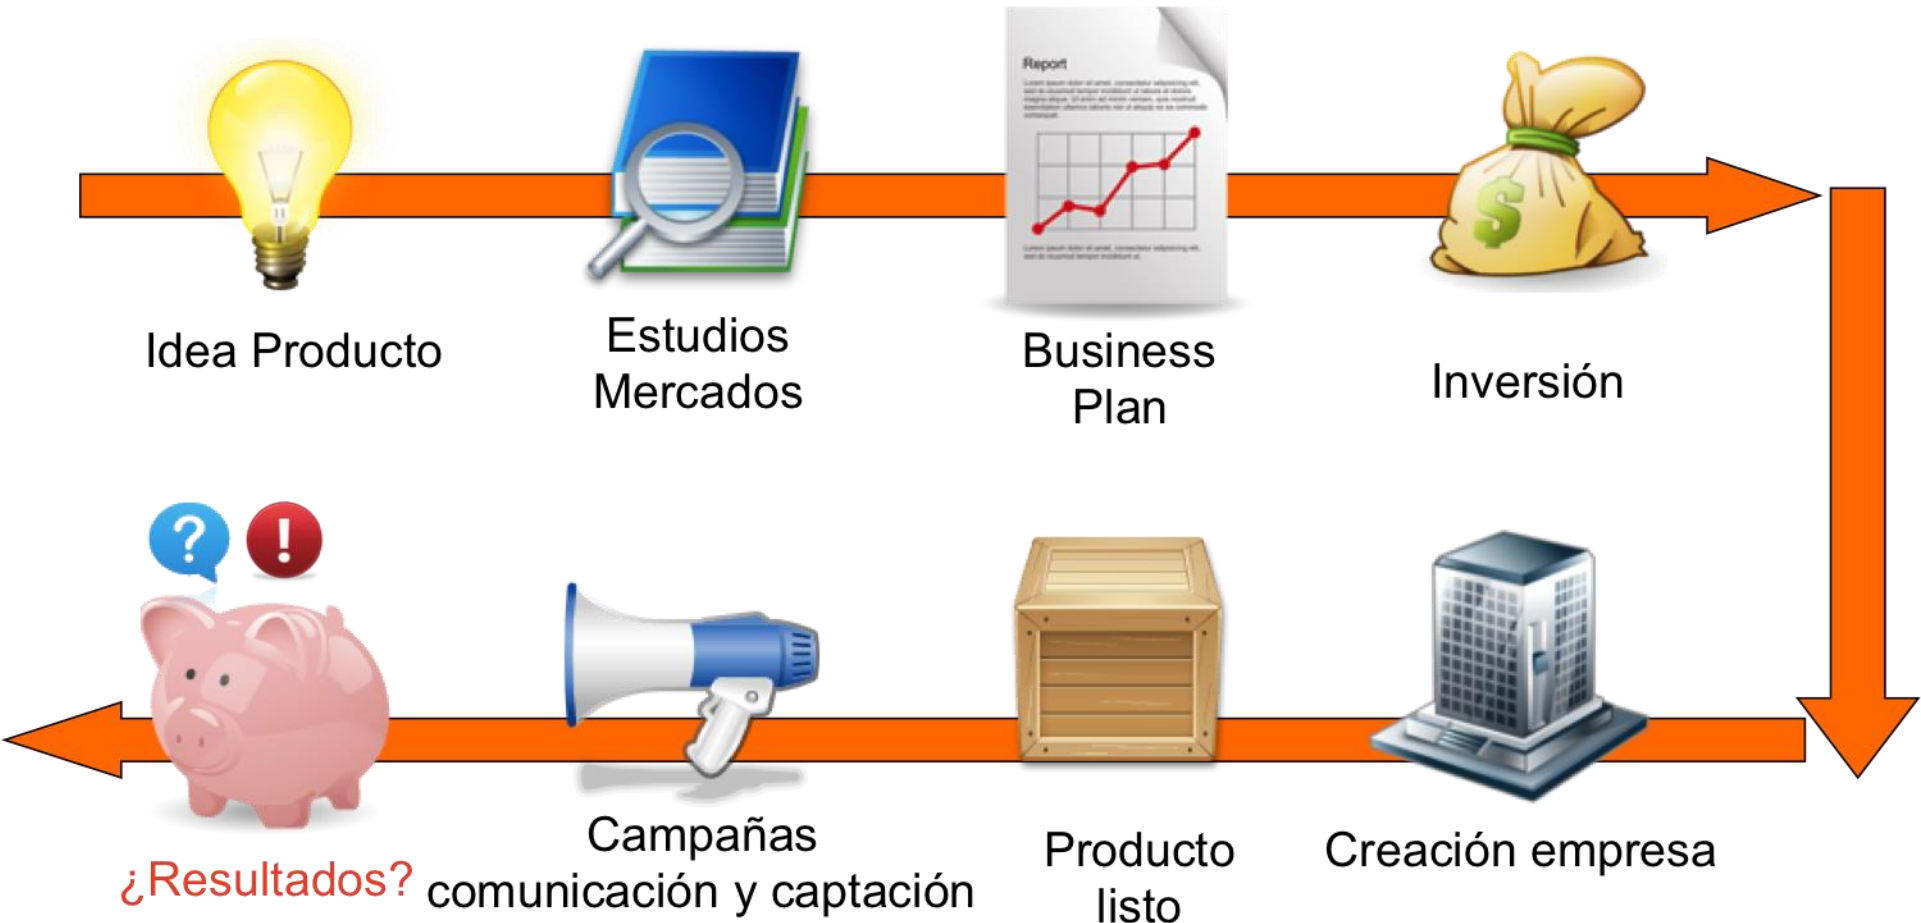 Report
Idea Producto
Estudios
Mercados
Business
Plan
Inversión
$
? !
¿Resultados?
Campañas
comunicación y captación
Producto
listo
Creación empresa